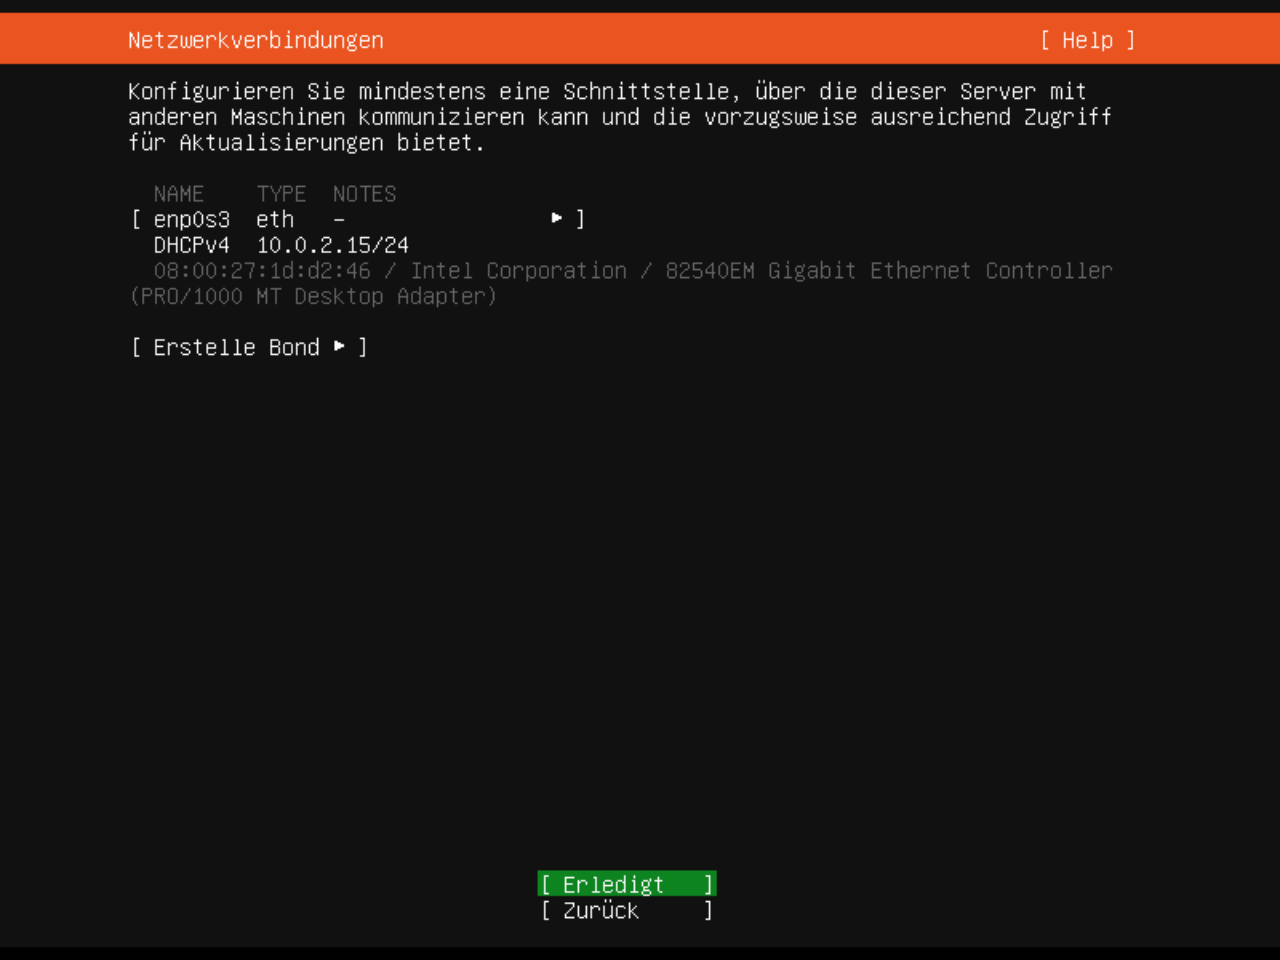 Netzwerkverbindungen [ Help ]
Konfigurieren Sie mindestens eine Schnittstelle, über die dieser Server mit
anderen Maschinen kommunizieren kann und die vorzugsweise ausreichend Zugriff
für Aktualisierungen bietet.
NAME TYPE NOTES
[ enp0s3 eth - ▸ ]
DHCPv4 10.0.2.15/24
08:00:27:1d:d2:46 / Intel Corporation / 82540EM Gigabit Ethernet Controller
(PRO/1000 MT Desktop Adapter)
[ Erstelle Bond ▸ ]
[ Erledigt ]
[ Zurück ]